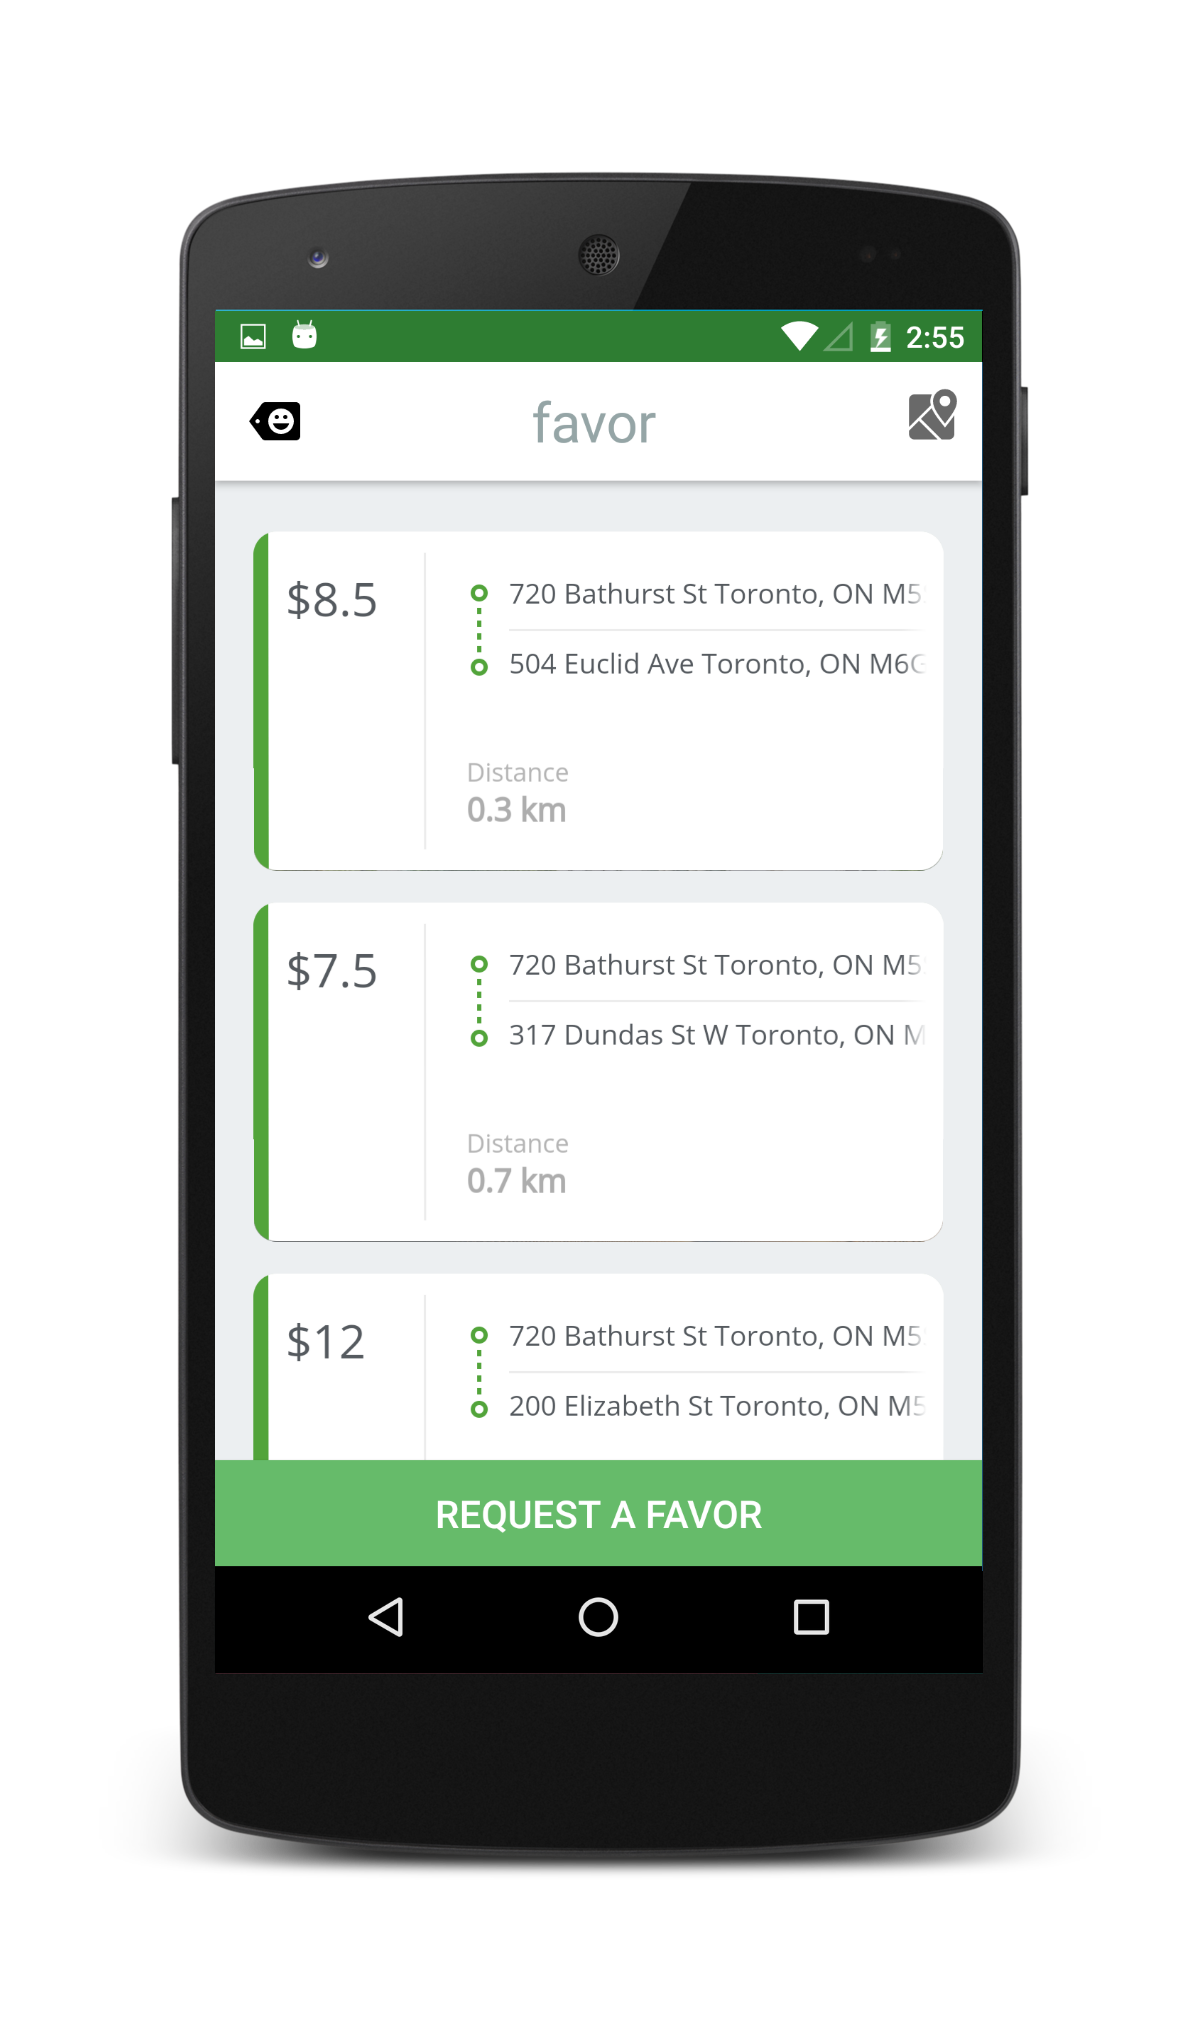 2:55
favor
$8.5
720 Bathurst St Toronto, ON M5
504 Euclid Ave Toronto, ON M6G
Distance
0.3 km
$7.5
720 Bathurst St Toronto, ON M5
317 Dundas St W Toronto, ON M
Distance
0.7 km
$12
720 Bathurst St Toronto, ON M5
200 Elizabeth St Toronto, ON M5
REQUEST A FAVOR